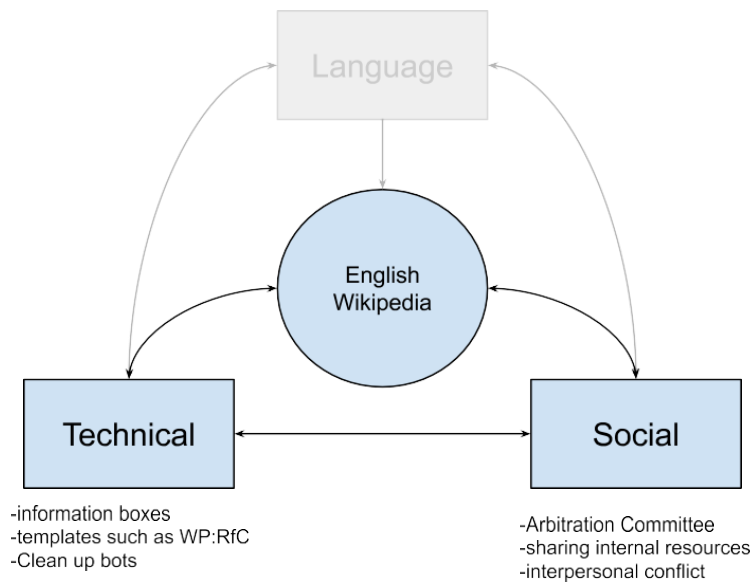 Language
English
Wikipedia
Technical
Social
-information boxes
-templates such as WP:RfC
-Clean up bots
-Arbitration Committee
-sharing internal resources
-interpersonal conflict